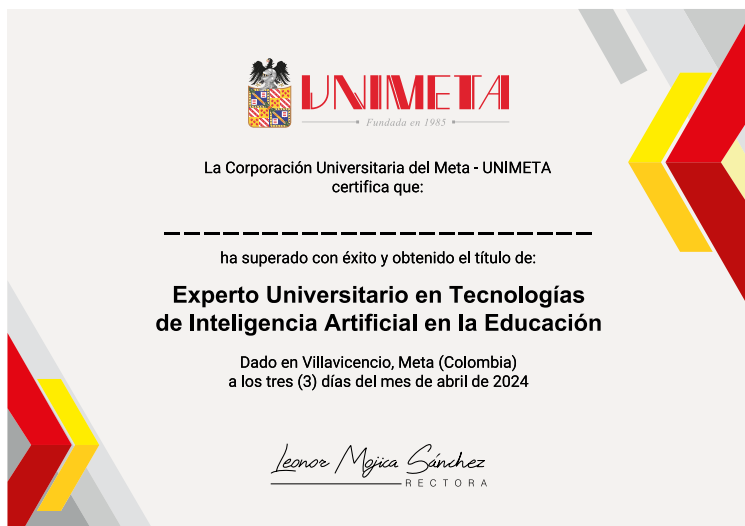 UNIMETA
Fundada en 1985
La Corporación Universitaria del Meta - UNIMETA
certifica que:
ha superado con éxito y obtenido el título de:
Experto Universitario en Tecnologías
de Inteligencia Artificial en la Educación
Dado en Villavicencio, Meta (Colombia)
a los tres (3) días del mes de abril de 2024
Leonor Mojica Sánchez
RECTORA